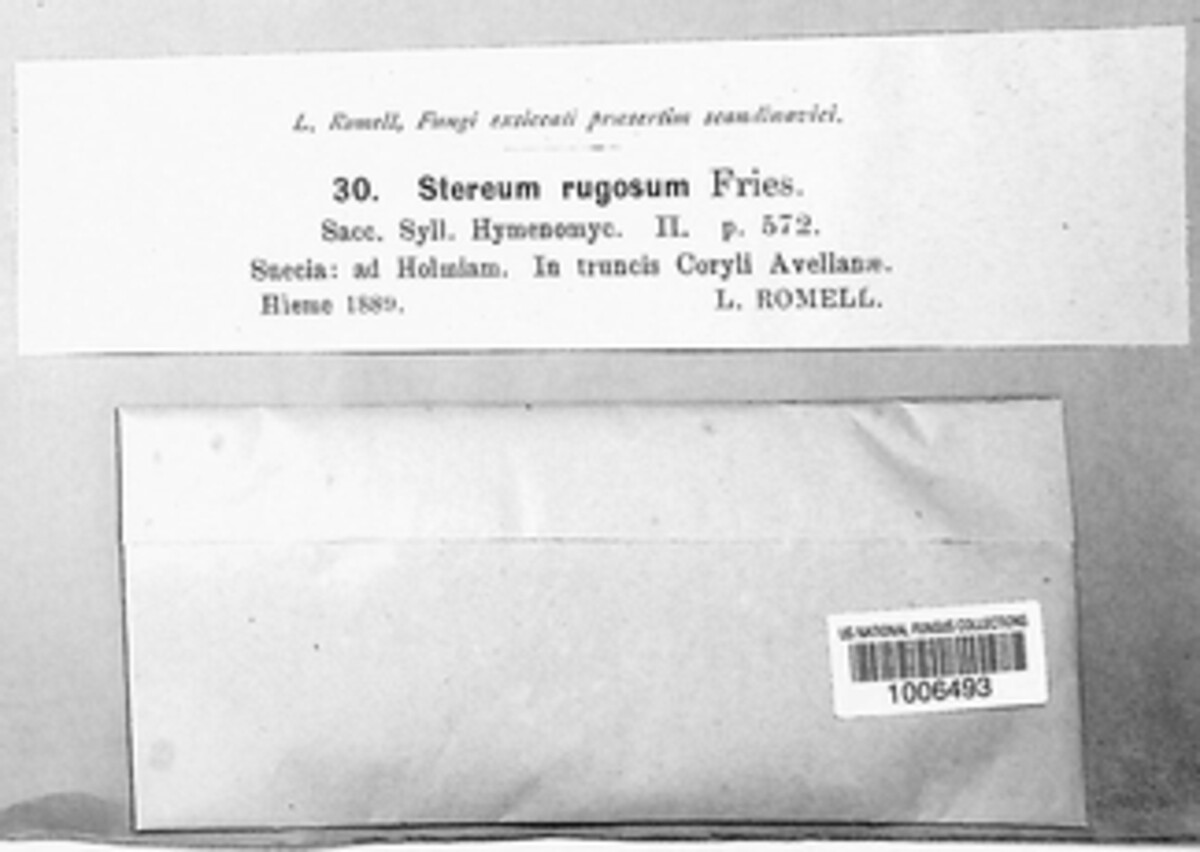 L. Romell, Fungi exsiccati præsertim scandinavici.
30. Stereum rugosum Fries.
Sacc. Syll. Hymenomyc. II. p. 572.
Suecia: ad Holmiam. In truncis Coryli Avellanæ.
Hieme 1889. L. ROMELL.
US NATIONAL FUNGUS COLLECTIONS
1006493